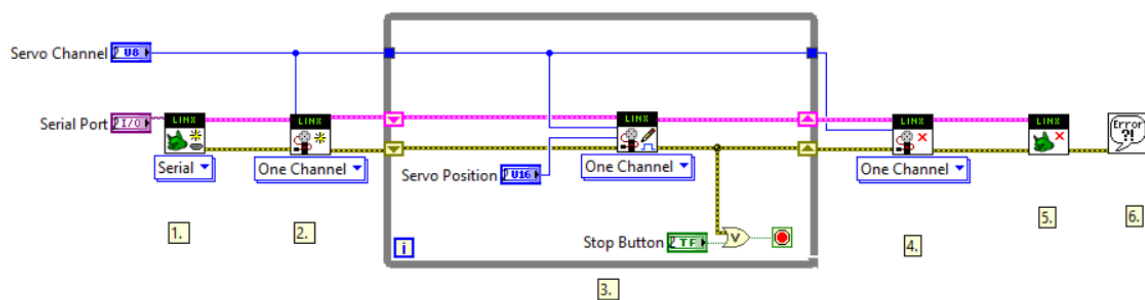 Servo Channel
U8
Serial Port
I/O
LINX
Serial
LINX
One Channel
LINX
One Channel
Servo Position
U16
Stop Button
TF
V
i
LINX
One Channel
LINX
Error
?!
1.
2.
3.
4.
5.
6.